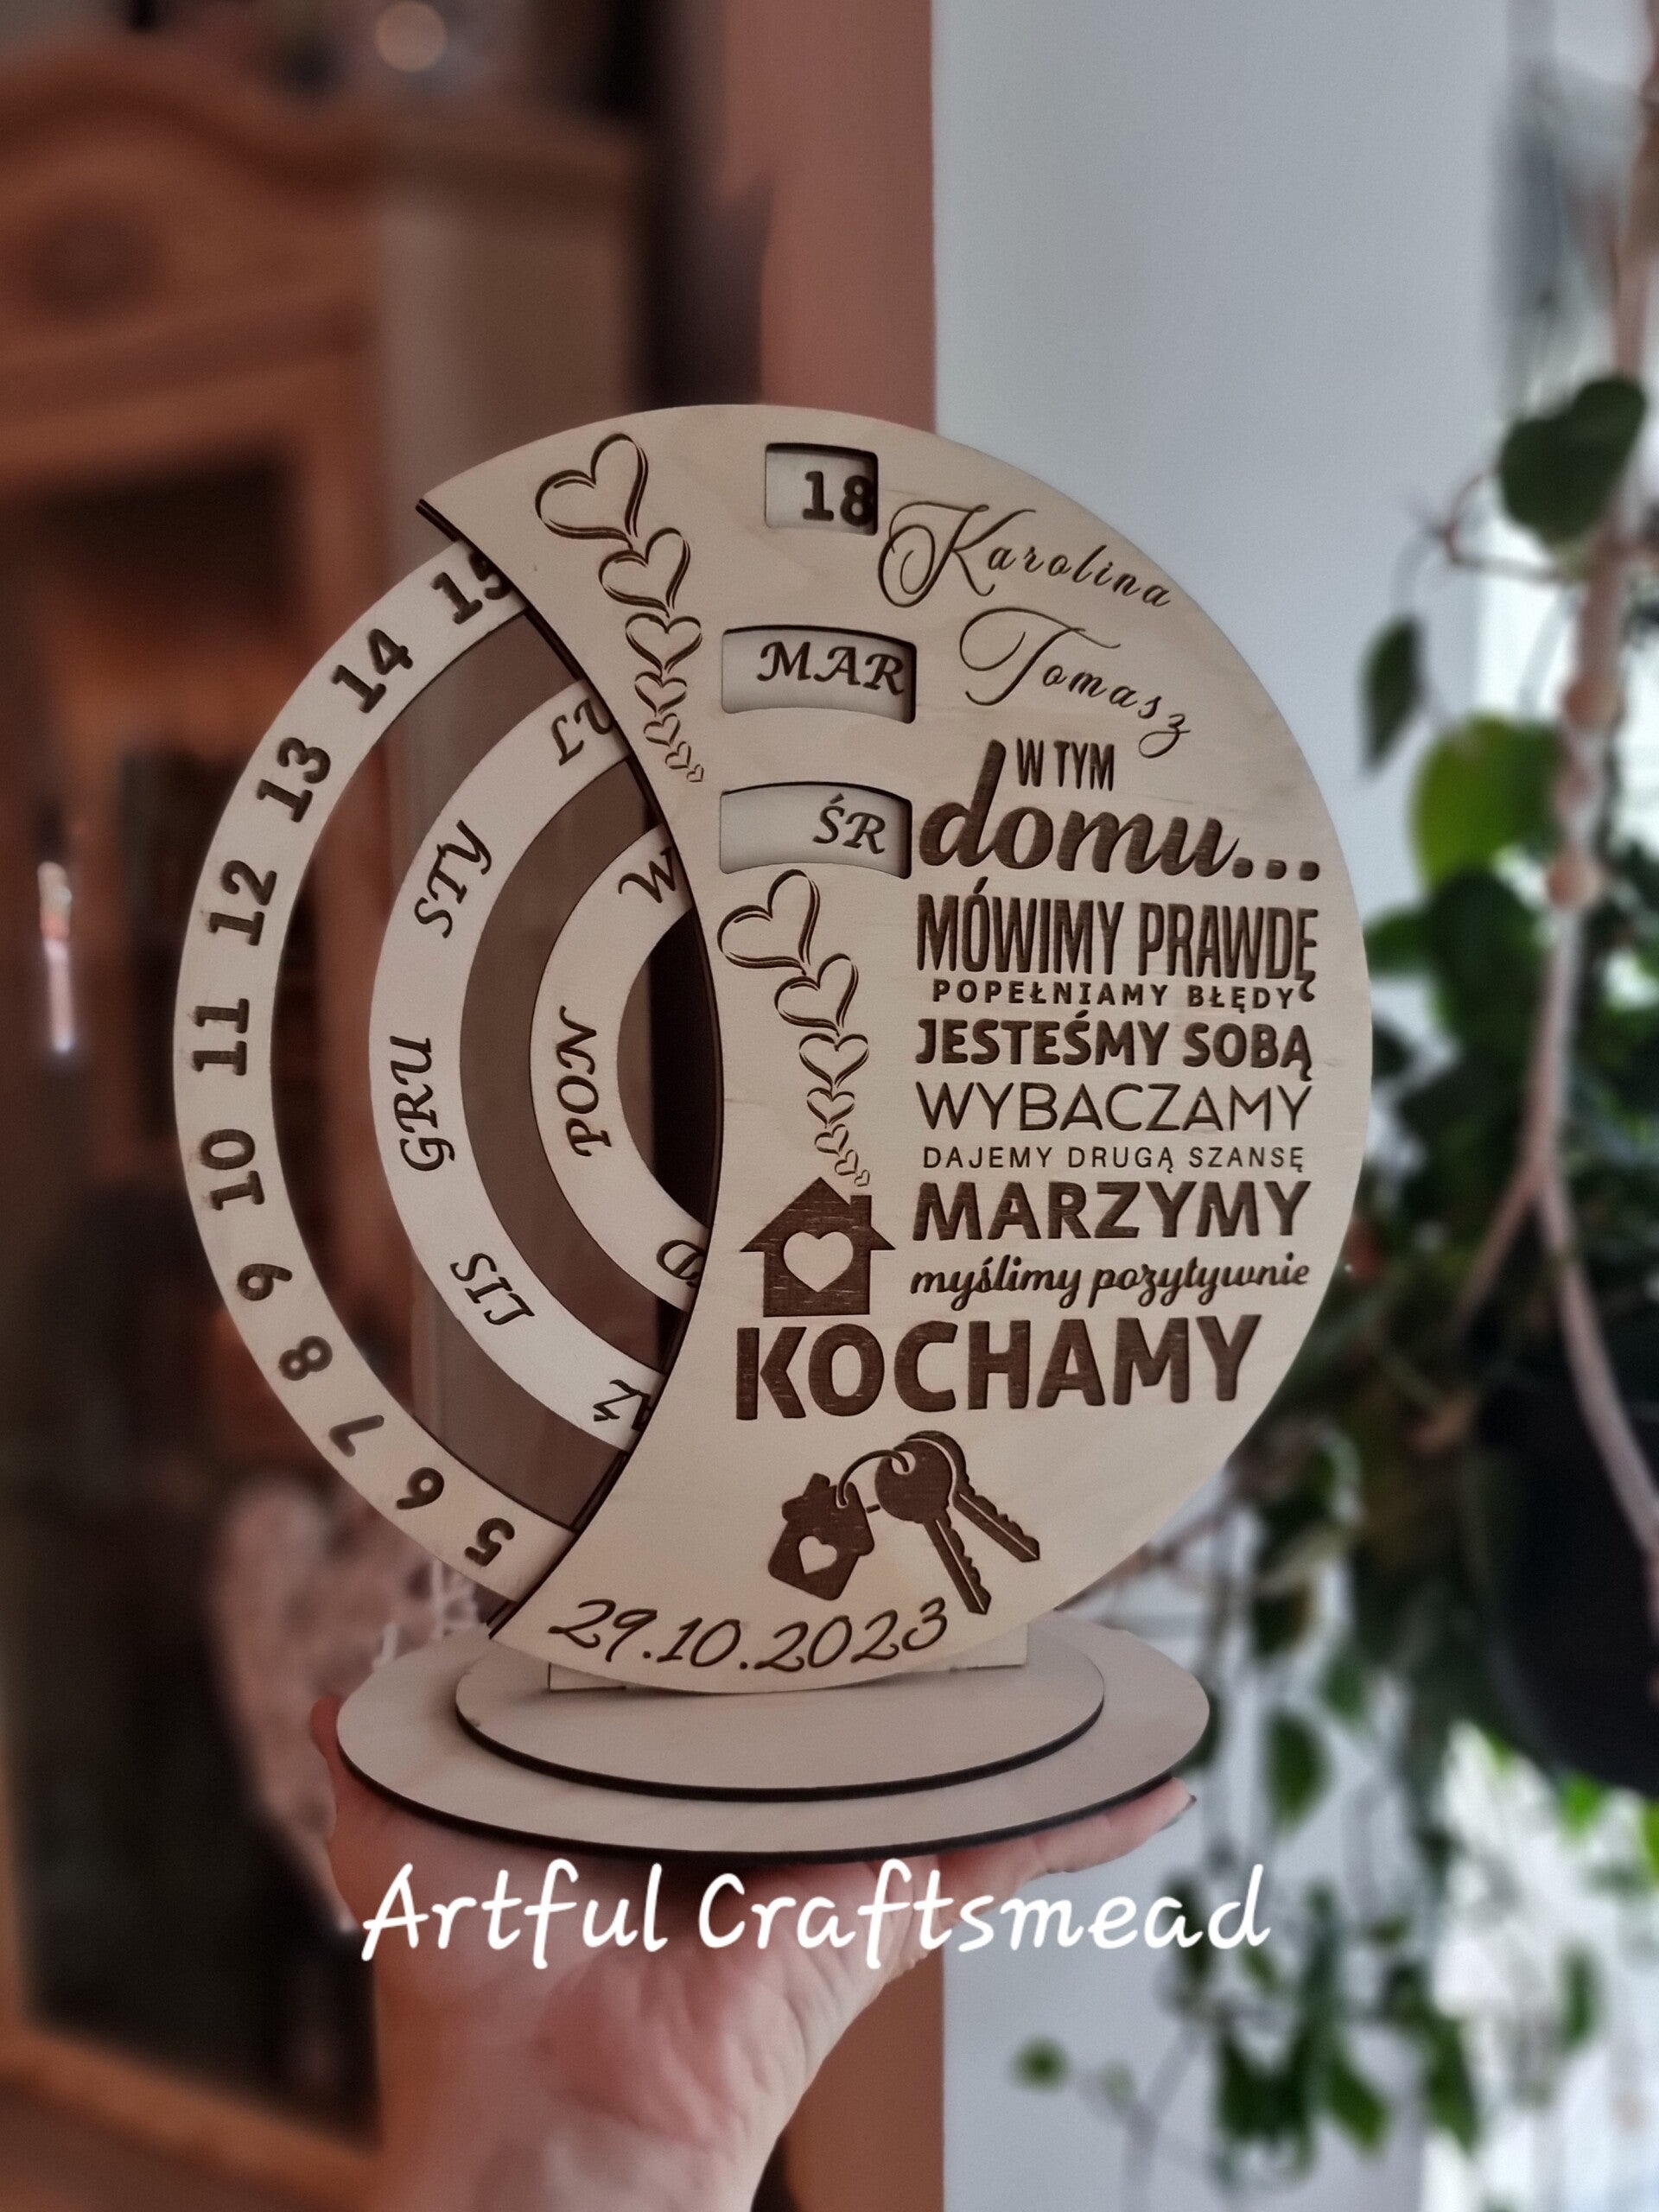 18
Karolina
Tomasz
MAR
ŚR
W TYM
domu...
MÓWIMY PRAWDĘ
POPEŁNIAMY BŁĘDY
JESTEŚMY SOBĄ
WYBACZAMY
DAJEMY DRUGĄ SZANSĘ
MARZYMY
myślimy pozytywnie
KOCHAMY
29.10.2023
15
14
13
12
11
10
9
8
7
6
5
STY
GRU
LIS
PON
Artful Craftsmead